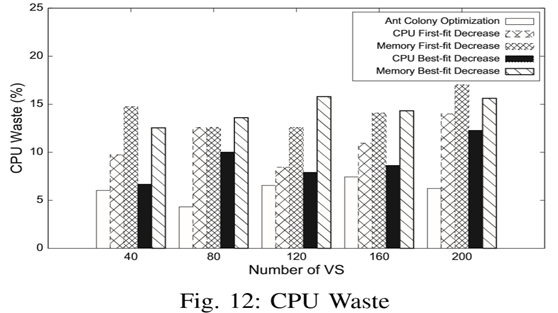 25
20
15
10
5
0
CPU Waste (%)
Ant Colony Optimization
CPU First-fit Decrease
Memory First-fit Decrease
CPU Best-fit Decrease
Memory Best-fit Decrease
40 80 120 160 200
Number of VS
Fig. 12: CPU Waste